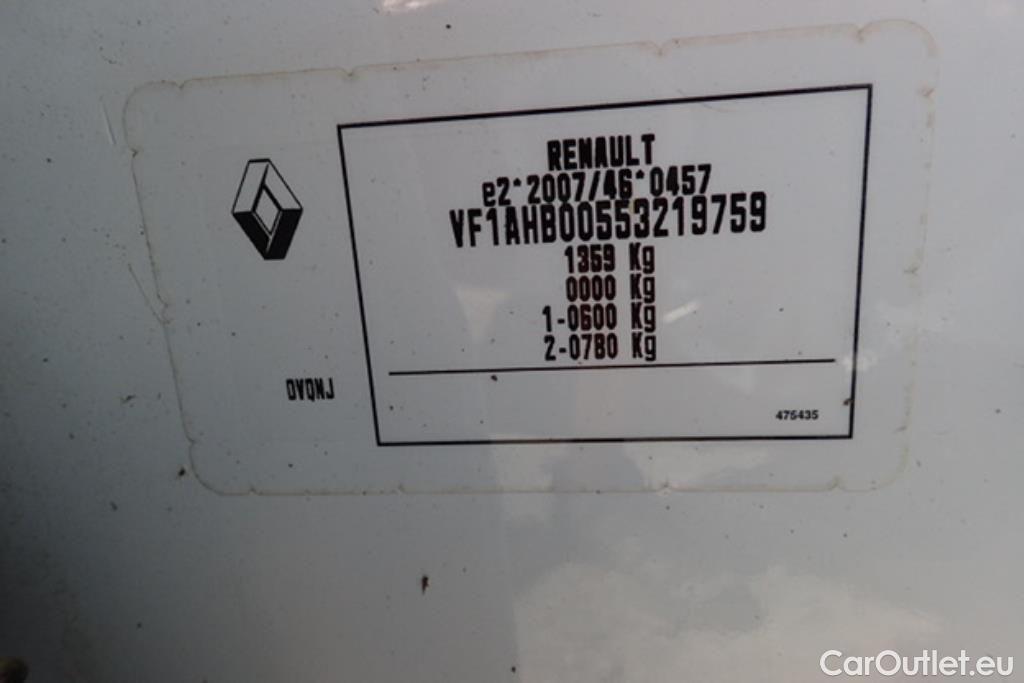 RENAULT
e2*2007/46*0457
VF1AHB00553219759
1359 Kg
0000 Kg
1-0600 Kg
2-0780 Kg
OVQNJ
475435
CarOutlet.eu